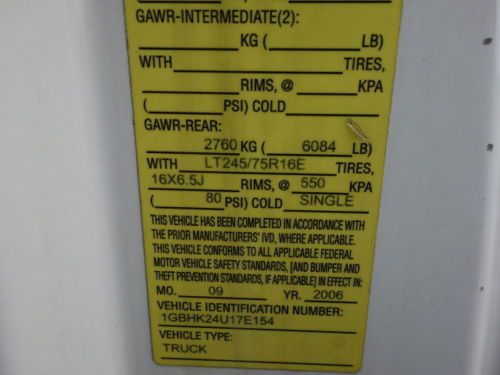 GAWR-INTERMEDIATE(2):
KG ( LB)
WITH TIRES,
RIMS, @ KPA
( PSI) COLD
GAWR-REAR:
2760 KG ( 6084 LB)
WITH LT245/75R16E TIRES,
16X6.5J RIMS, @ 550 KPA
( 80 PSI) COLD SINGLE
THIS VEHICLE HAS BEEN COMPLETED IN ACCORDANCE WITH
THE PRIOR MANUFACTURERS' IVD, WHERE APPLICABLE.
THIS VEHICLE CONFORMS TO ALL APPLICABLE FEDERAL
MOTOR VEHICLE SAFETY STANDARDS, [AND BUMPER AND
THEFT PREVENTION STANDARDS, IF APPLICABLE] IN EFFECT IN:
MO. 09 YR. 2006
VEHICLE IDENTIFICATION NUMBER:
1GBHK24U17E154
VEHICLE TYPE:
TRUCK